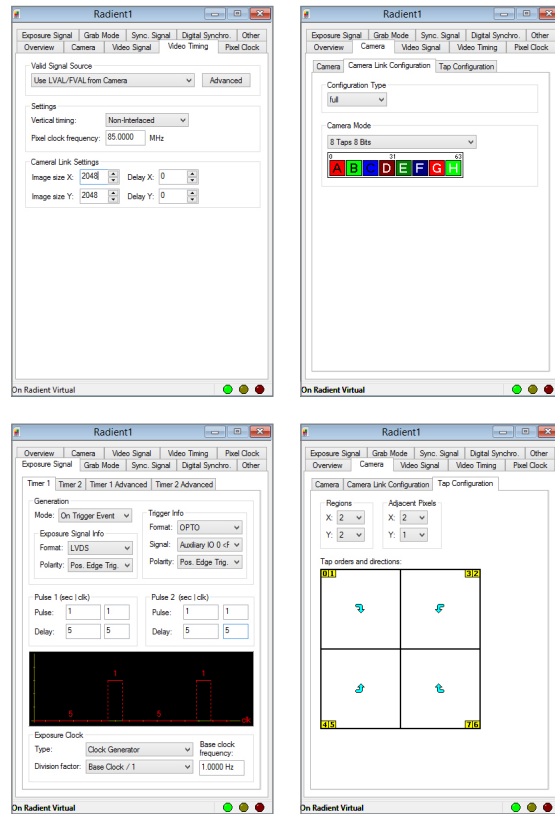 Radient1
Exposure Signal Grab Mode Sync. Signal Digital Synchro. Other
Overview Camera Video Signal Video Timing Pixel Clock
Valid Signal Source
Use LVAL/FVAL from Camera Advanced
Settings
Vertical timing: Non-Interlaced
Pixel clock frequency: 85.0000 MHz
CameraLink Settings
Image size X: 2048 Delay X: 0
Image size Y: 2048 Delay Y: 0
On Radient Virtual
Radient1
Exposure Signal Grab Mode Sync. Signal Digital Synchro. Other
Overview Camera Video Signal Video Timing Pixel Clock
Camera Camera Link Configuration Tap Configuration
Configuration Type
full
Camera Mode
8 Taps 8 Bits
0 31 63
A B C D E F G H
On Radient Virtual
Radient1
Overview Camera Video Signal Video Timing Pixel Clock
Exposure Signal Grab Mode Sync. Signal Digital Synchro. Other
Timer 1 Timer 2 Timer 1 Advanced Timer 2 Advanced
Generation
Mode: On Trigger Event
Exposure Signal Info
Format: LVDS
Polarity: Pos. Edge Trig.
Trigger Info
Format: OPTO
Signal: Auxiliary IO 0 <F
Polarity: Pos. Edge Trig.
Pulse 1 (sec | clk)
Pulse: 1 1
Delay: 5 5
Pulse 2 (sec | clk)
Pulse: 1 1
Delay: 5 5
1 1
5 5 clk
Exposure Clock
Type: Clock Generator
Division factor: Base Clock / 1
Base clock
frequency:
1.0000 Hz
On Radient Virtual
Radient1
Exposure Signal Grab Mode Sync. Signal Digital Synchro. Other
Overview Camera Video Signal Video Timing Pixel Clock
Camera Camera Link Configuration Tap Configuration
Regions
X: 2
Y: 2
Adjacent Pixels
X: 2
Y: 1
Tap orders and directions:
0 1 3 2
4 5 7 6
On Radient Virtual